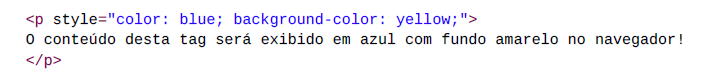 <p style="color: blue; background-color: yellow;">
O conteúdo desta tag será exibido em azul com fundo amarelo no navegador!
</p>